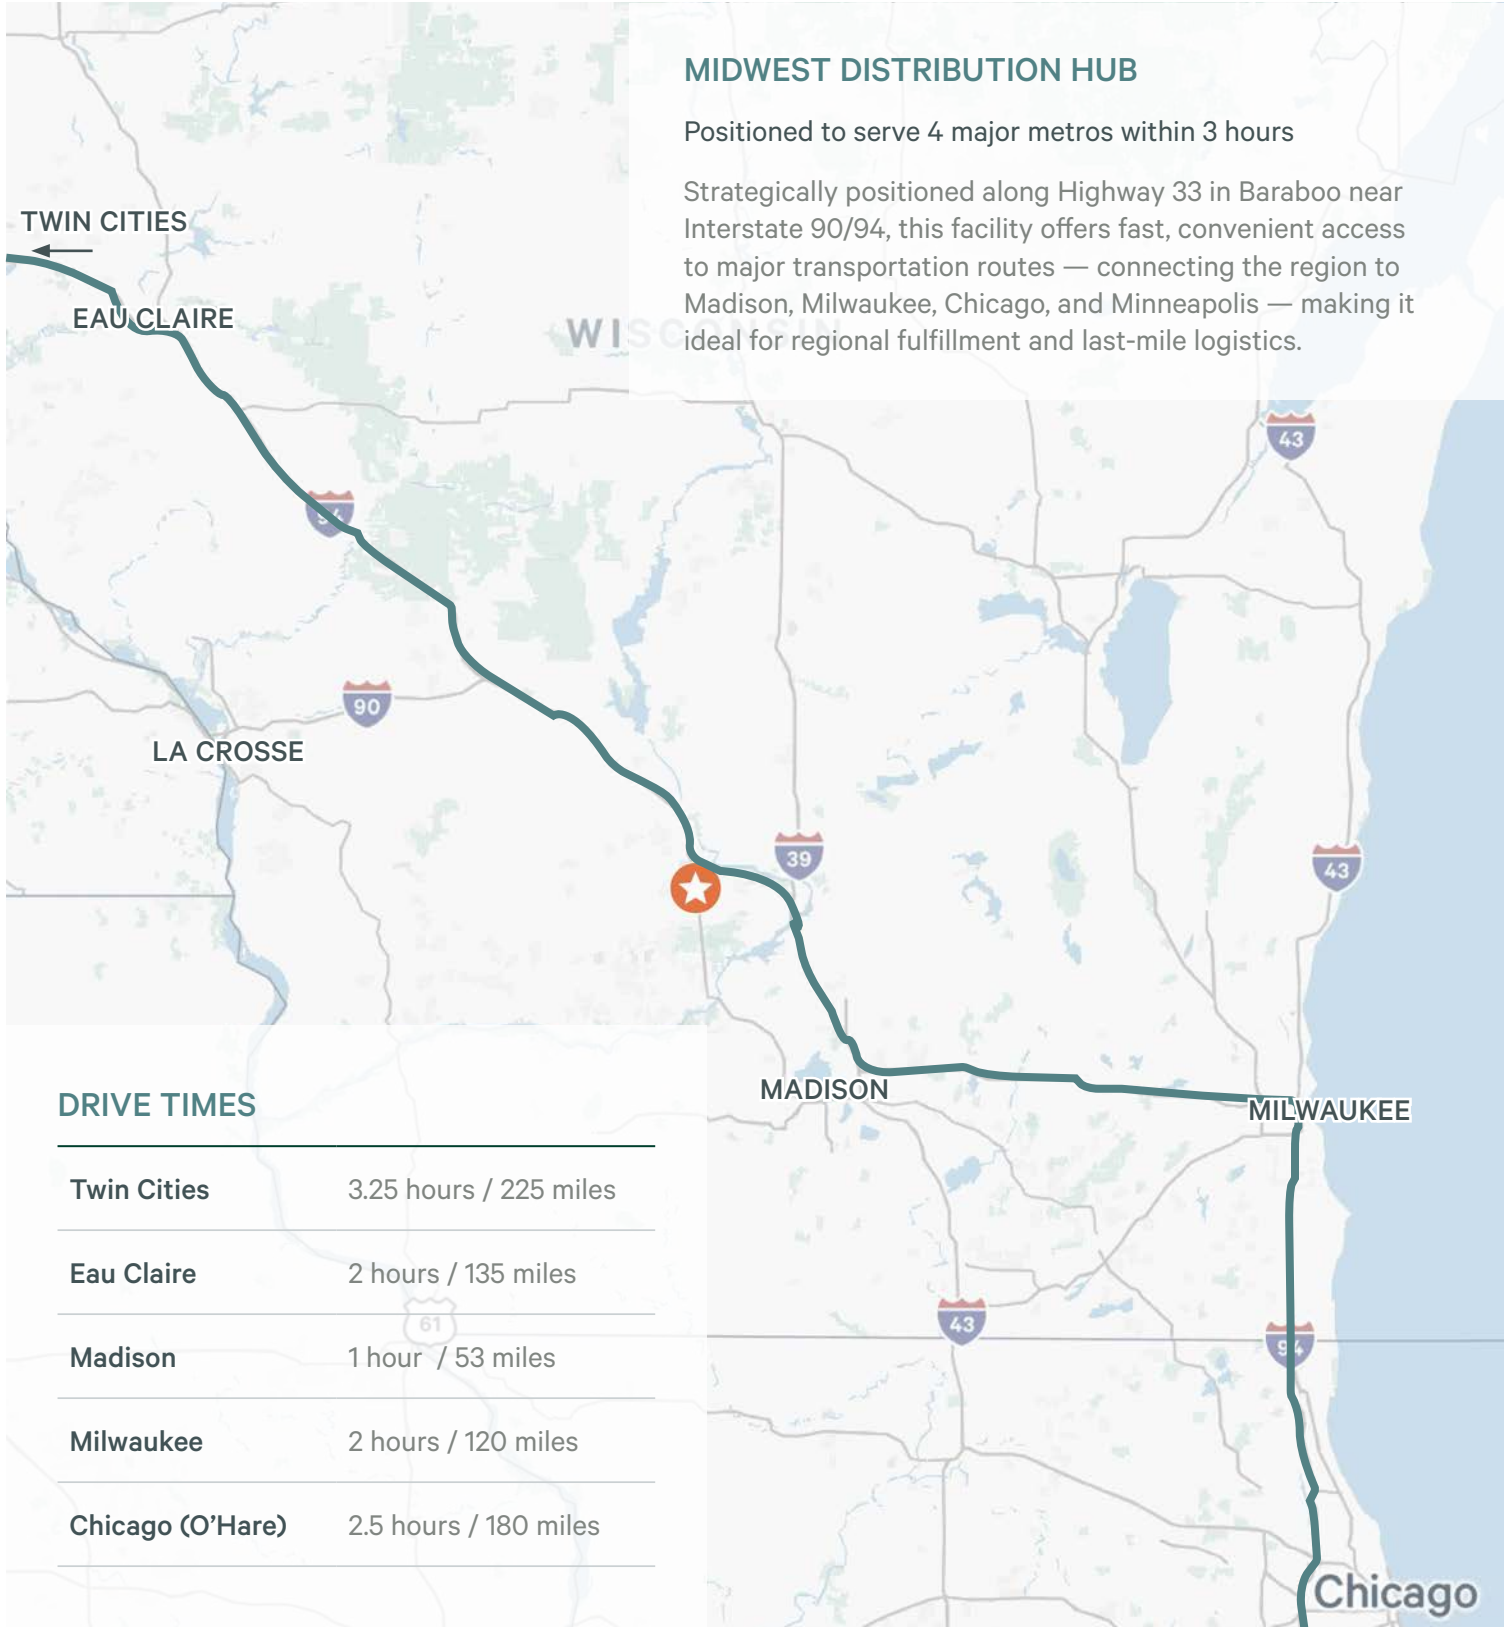 MIDWEST DISTRIBUTION HUB
Positioned to serve 4 major metros within 3 hours
Strategically positioned along Highway 33 in Baraboo near
Interstate 90/94, this facility offers fast, convenient access
to major transportation routes — connecting the region to
Madison, Milwaukee, Chicago, and Minneapolis — making it
ideal for regional fulfillment and last-mile logistics.
TWIN CITIES
EAU CLAIRE
WISCONSIN
43
94
90
LA CROSSE
39
43
MADISON
MILWAUKEE
DRIVE TIMES
Twin Cities 3.25 hours / 225 miles
Eau Claire 2 hours / 135 miles
61
Madison 1 hour / 53 miles
Milwaukee 2 hours / 120 miles
Chicago (O’Hare) 2.5 hours / 180 miles
43
94
Chicago